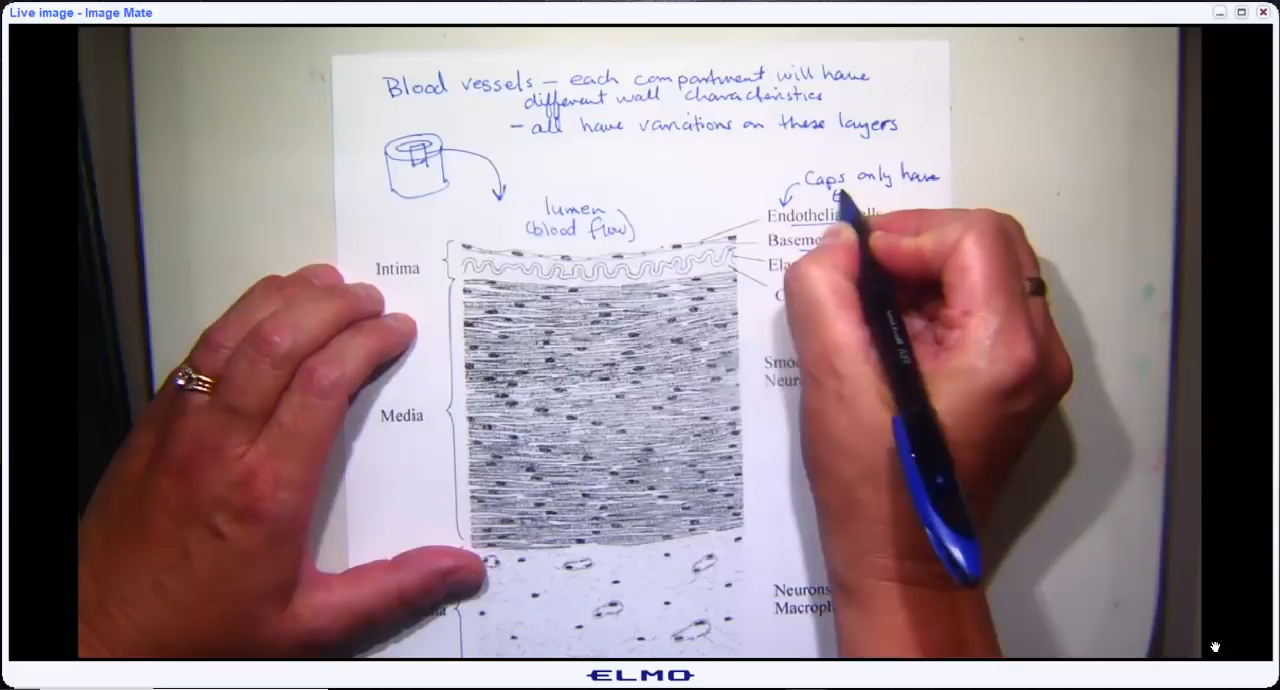 Live image - Image Mate
Blood vessels - each compartment will have
different wall characteristics
- all have variations on these layers
Caps only have
lumen
(blood flow)
Intima
Media
Endothelial
ELMO